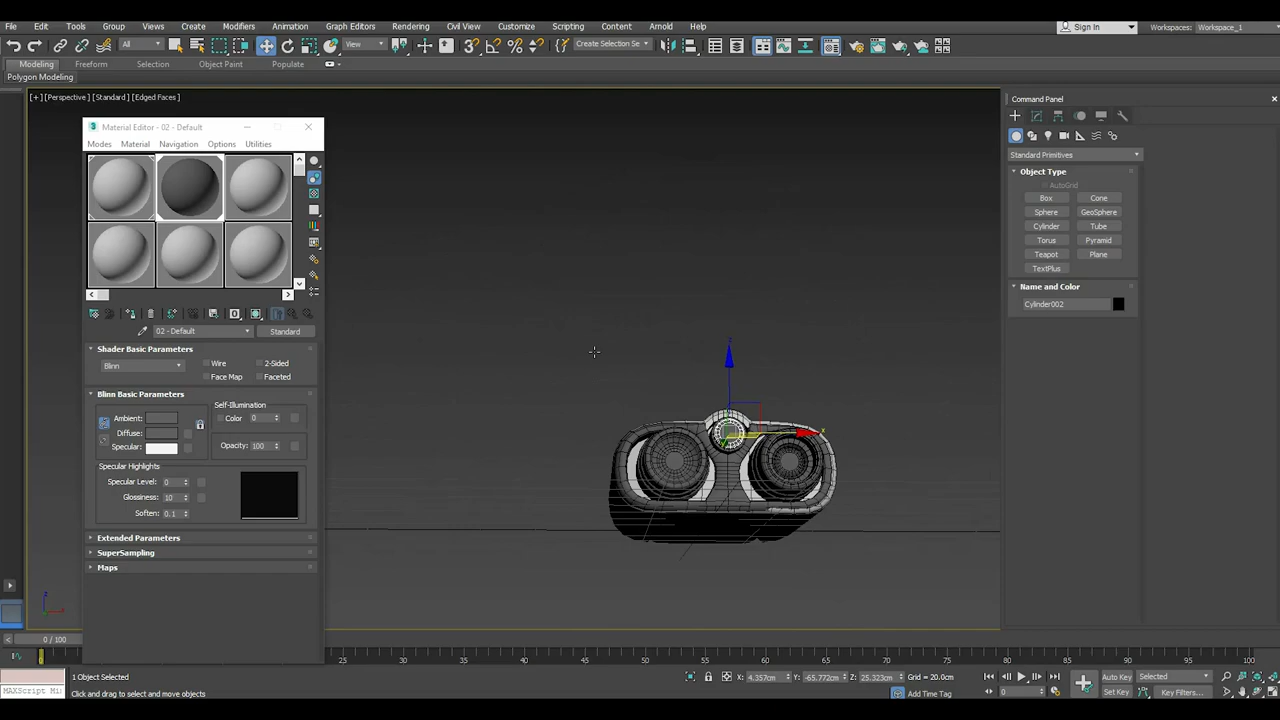 File Edit Tools Group Views Create Modifiers Animation Graph Editors Rendering Civil View Customize Scripting Content Arnold Help
Sign In
Workspaces: Workspace_1
All
View
Create Selection Se
Modeling Freeform Selection Object Paint Populate
Polygon Modeling
[+] [Perspective] [Standard] [Edged Faces]
Command Panel
Material Editor - 02 - Default
Modes Material Navigation Options Utilities
Standard Primitives
Object Type
AutoGrid
Box Cone
Sphere GeoSphere
Cylinder Tube
Torus Pyramid
Teapot Plane
TextPlus
Name and Color
Cylinder002
02 - Default
Standard
Shader Basic Parameters
Blinn
Wire 2-Sided
Face Map Faceted
Blinn Basic Parameters
Self-Illumination
Ambient:
Color 0
Diffuse:
Specular:
Opacity: 100
Specular Highlights
Specular Level: 0
Glossiness: 10
Soften: 0.1
Extended Parameters
SuperSampling
Maps
z
x
z
0 / 100
0 25 30 35 40 45 50 55 60 65 70 75 80 85 90 95 100
1 Object Selected
X: 4.357cm Y: -65.772cm Z: 25.323cm Grid = 20.0cm
Auto Key Selected
MAXScript Mi
Click and drag to select and move objects
Add Time Tag
0
Set Key Key Filters...